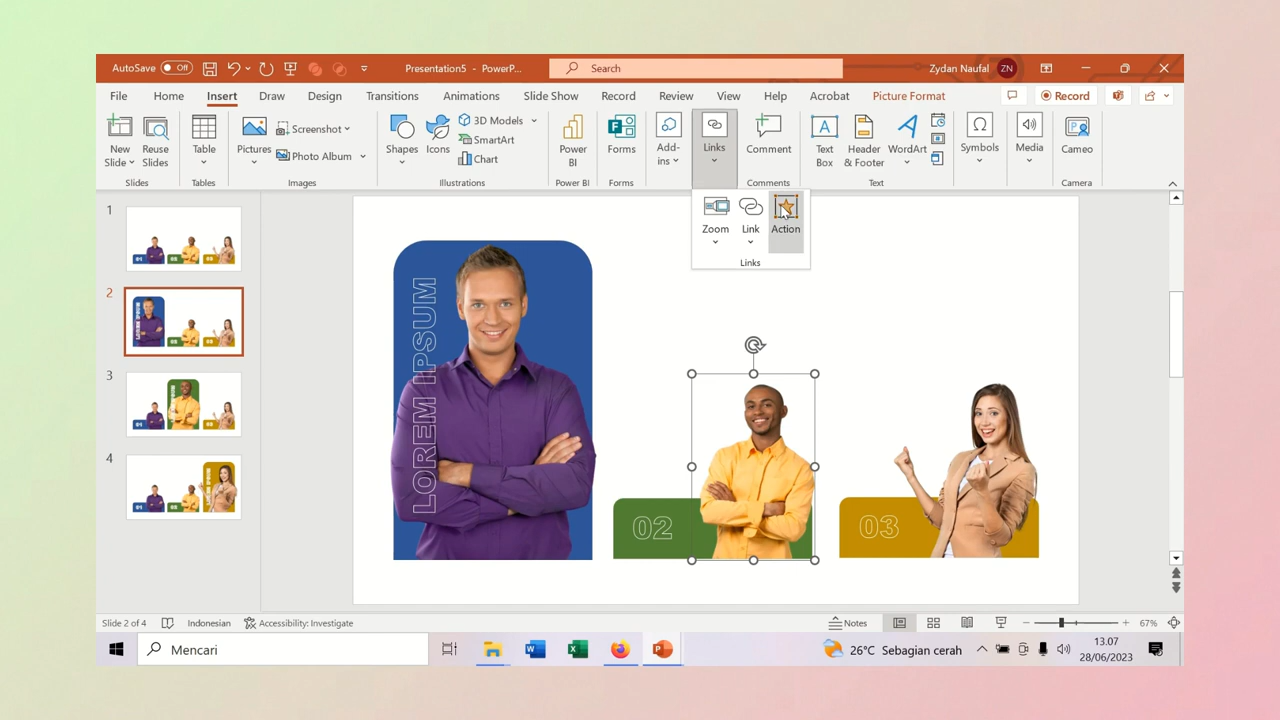 AutoSave Off Presentation5 - PowerP... Search Zydan Naufal ZN
File Home Insert Draw Design Transitions Animations Slide Show Record Review View Help Acrobat Picture Format Record
New Slide
Reuse Slides
Table
Pictures
Screenshot
Photo Album
Shapes
Icons
3D Models
SmartArt
Chart
Power BI
Forms
Add-ins
Links
Comment
Text Box
Header & Footer
WordArt
Symbols
Media
Cameo
Slides Tables Images Illustrations Power BI Forms Comments Text Camera
Zoom Link Action
Links
1
2
3
4
LOREM IPSUM
02
03
Slide 2 of 4 Indonesian Accessibility: Investigate Notes 67%
Mencari
26°C Sebagian cerah
13.07
28/06/2023